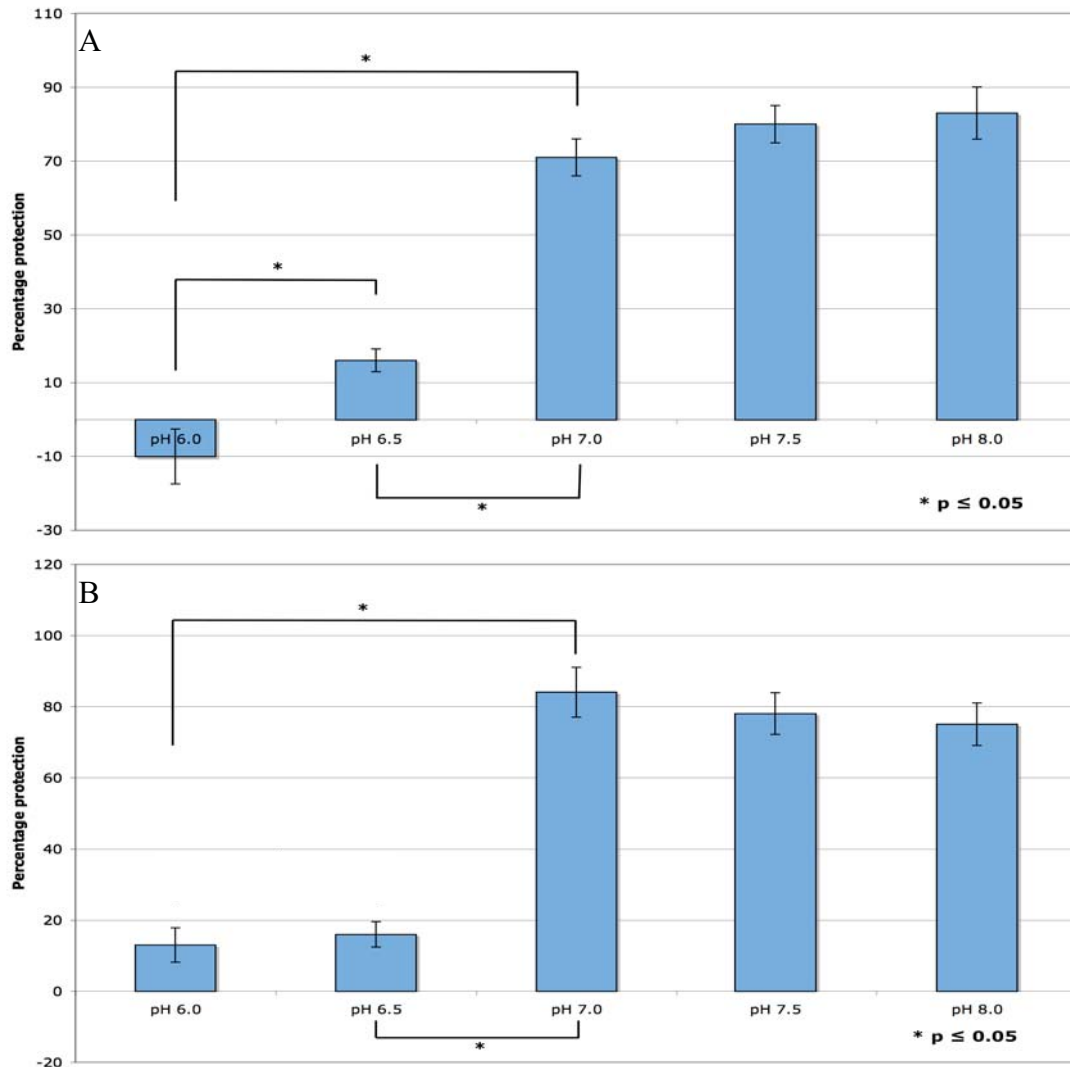 110
A
*
90
70
50
*
30
10
-10
-30
Percentage protection
pH 6.0
pH 6.5
pH 7.0
pH 7.5
pH 8.0
*
* p ≤ 0.05
120
B
*
100
80
60
40
20
0
-20
Percentage protection
pH 6.0
pH 6.5
pH 7.0
pH 7.5
pH 8.0
*
* p ≤ 0.05